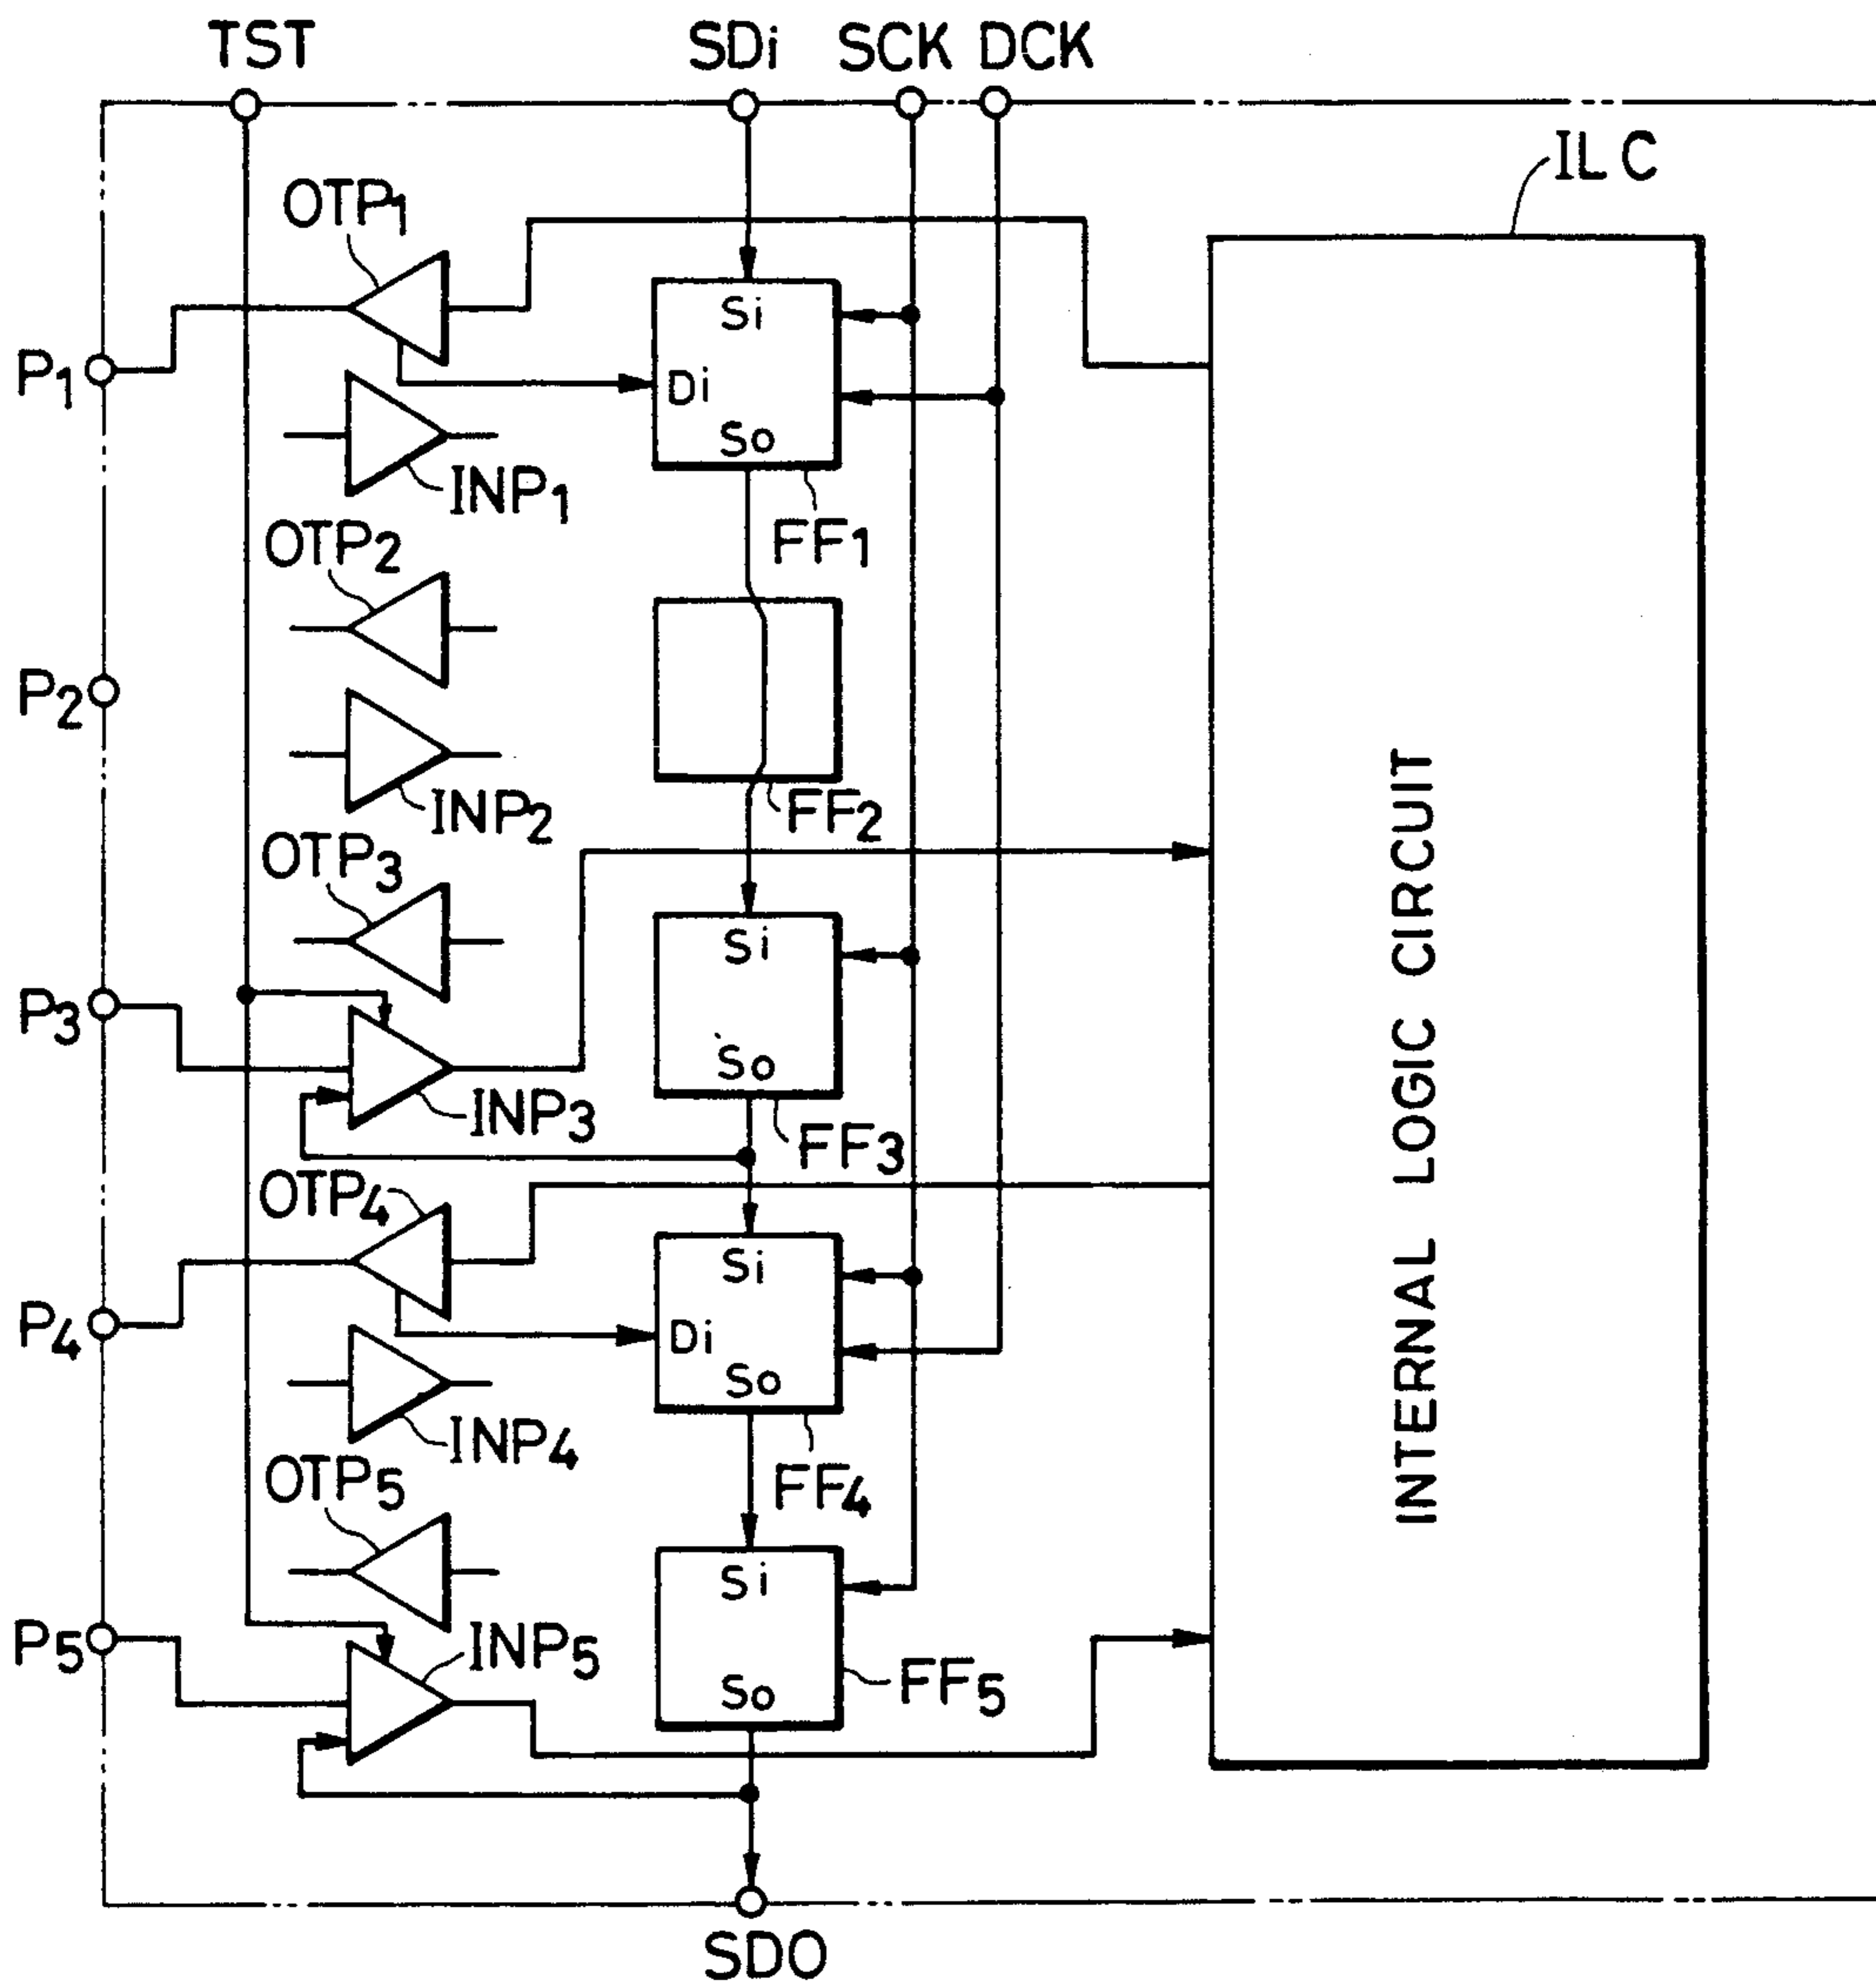 TST SDi SCK DCK
ILC
OTP1
Si
P1
Di
So
INP1
FF1
OTP2
P2
INP2
FF2
OTP3
Si
P3
So
INP3
FF3
OTP4
Si
P4
Di
So
INP4
FF4
OTP5
Si
INP5
P5
FF5
So
INTERNAL LOGIC CIRCUIT
SDO